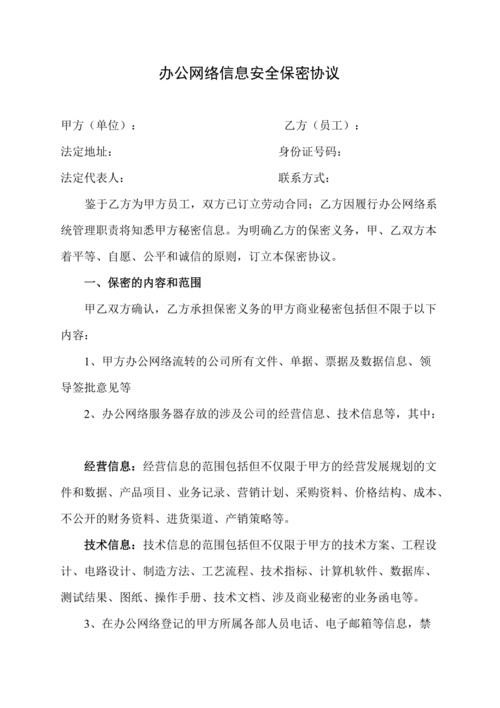 办公网络信息安全保密协议
甲方（单位）： 乙方（员工）：
法定地址： 身份证号码：
法定代表人： 联系方式：
鉴于乙方为甲方员工，双方已订立劳动合同；乙方因履行办公网络系
统管理职责将知悉甲方秘密信息。为明确乙方的保密义务，甲、乙双方本
着平等、自愿、公平和诚信的原则，订立本保密协议。
一、保密的内容和范围
甲乙双方确认，乙方承担保密义务的甲方商业秘密包括但不限于以下
内容：
1、甲方办公网络流转的公司所有文件、单据、票据及数据信息、领
导签批意见等
2、办公网络服务器存放的涉及公司的经营信息、技术信息等，其中：
经营信息：经营信息的范围包括但不仅限于甲方的经营发展规划的文
件和数据、产品项目、业务记录、营销计划、采购资料、价格结构、成本、
不公开的财务资料、进货渠道、产销策略等。
技术信息：技术信息的范围包括但不仅限于甲方的技术方案、工程设
计、电路设计、制造方法、工艺流程、技术指标、计算机软件、数据库、
测试结果、图纸、操作手册、技术文档、涉及商业秘密的业务函电等。
3、在办公网络登记的甲方所属各部人员电话、电子邮箱等信息，禁